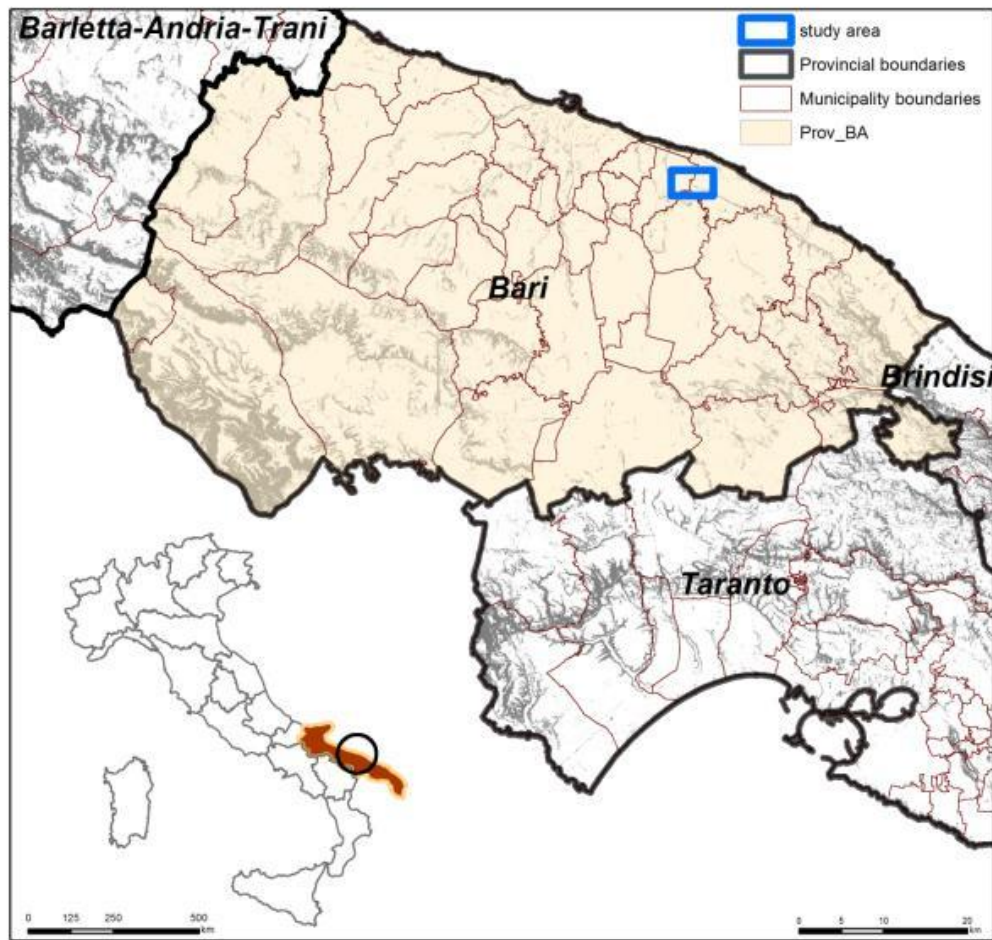 Barletta-Andria-Trani
study area
Provincial boundaries
Municipality boundaries
Prov_BA
Bari
Brindisi
Taranto
0 125 250 500
km
0 5 10 20
km